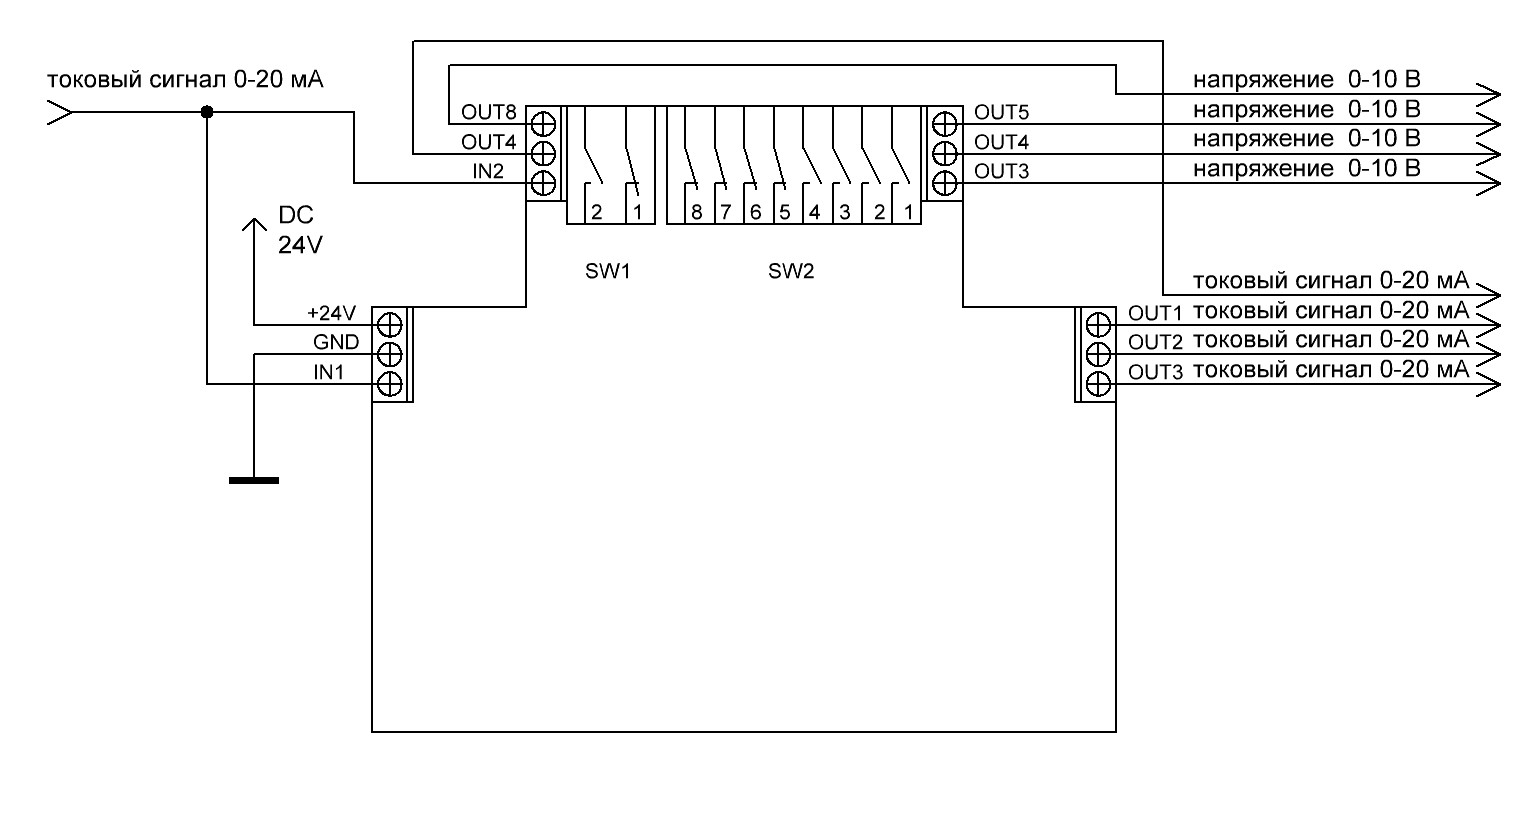 токовый сигнал 0-20 мА
напряжение 0-10 В
OUT8
OUT5
напряжение 0-10 В
OUT4
OUT4
напряжение 0-10 В
IN2
OUT3
напряжение 0-10 В
2 1
8 7 6 5 4 3 2 1
DC
24V
SW1
SW2
токовый сигнал 0-20 мА
+24V
OUT1 токовый сигнал 0-20 мА
GND
OUT2 токовый сигнал 0-20 мА
IN1
OUT3 токовый сигнал 0-20 мА